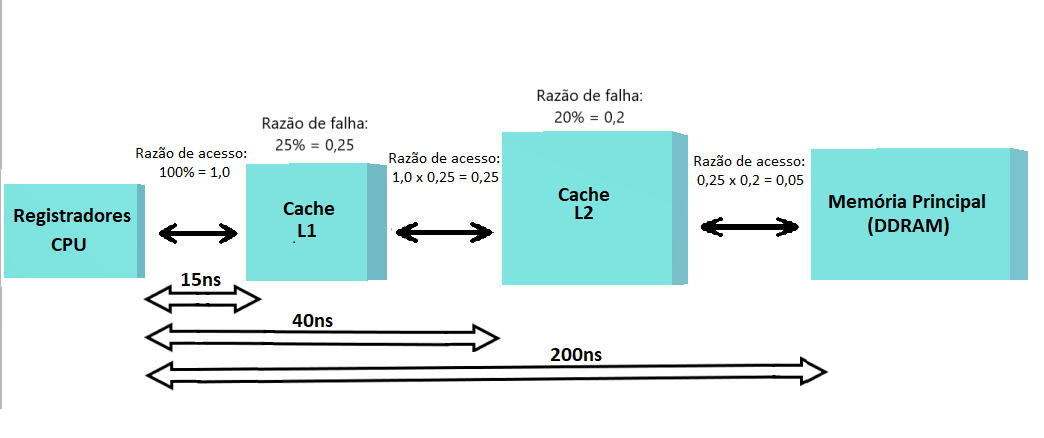 Razão de falha:
20% = 0,2
Razão de falha:
25% = 0,25
Razão de acesso:
100% = 1,0
Razão de acesso:
1,0 x 0,25 = 0,25
Razão de acesso:
0,25 x 0,2 = 0,05
Registradores
CPU
Cache
L1
Cache
L2
Memória Principal
(DDRAM)
15ns
40ns
200ns